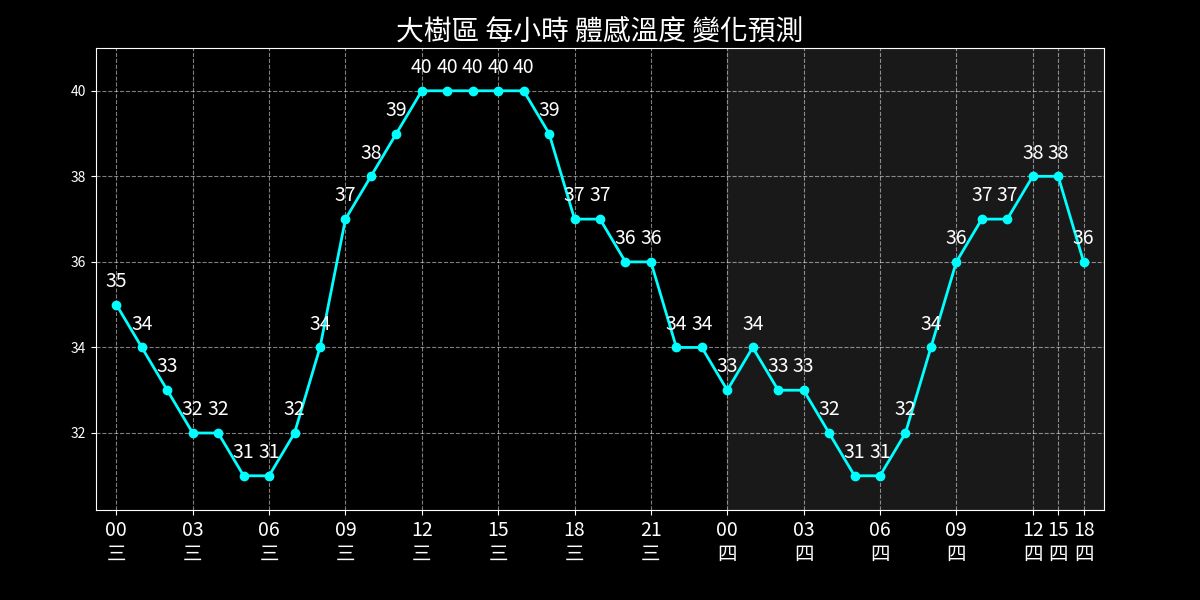 大樹區 每小時 體感溫度 變化預測
40 40 40 40 40
40
39 39
38 38 38
38
37 37 37 37 37
36 36 36 36
36
35
34 34 34 34 34 34
34
33 33 33 33
32 32 32 32 32
32
31 31 31 31
00 03 06 09 12 15 18 21 00 03 06 09 12 15 18
三 三 三 三 三 三 三 三 四 四 四 四 四 四 四